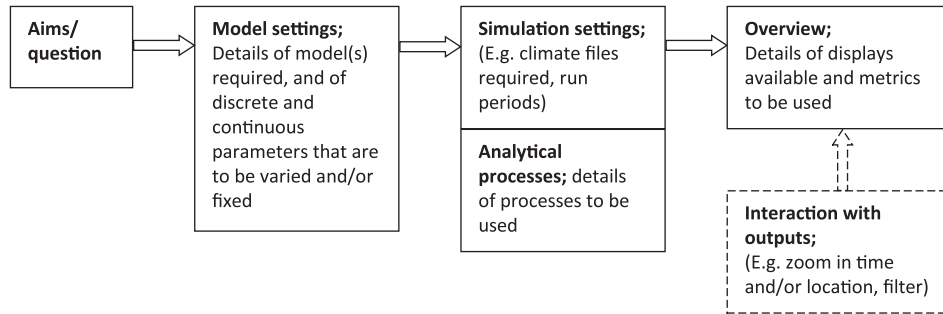 Aims/
question
Model settings;
Details of model(s)
required, and of
discrete and
continuous
parameters that are
to be varied and/or
fixed
Simulation settings;
(E.g. climate files
required, run
periods)
Analytical
processes; details
of processes to be
used
Overview;
Details of displays
available and metrics
to be used
Interaction with
outputs;
(E.g. zoom in time
and/or location, filter)